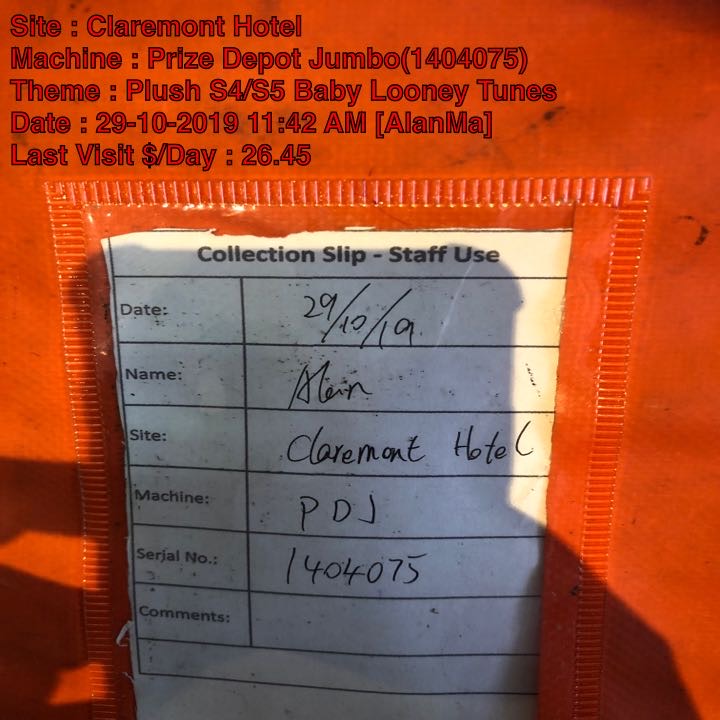 Site : Claremont Hotel
Machine : Prize Depot Jumbo(1404075)
Theme : Plush S4/S5 Baby Looney Tunes
Date : 29-10-2019 11:42 AM [AlanMa]
Last Visit $/Day : 26.45
Collection Slip - Staff Use
Date: 29/10/19
Name: Alan
Site: Claremont Hotel
Machine: PDJ
Serial No.: 1404075
Comments: